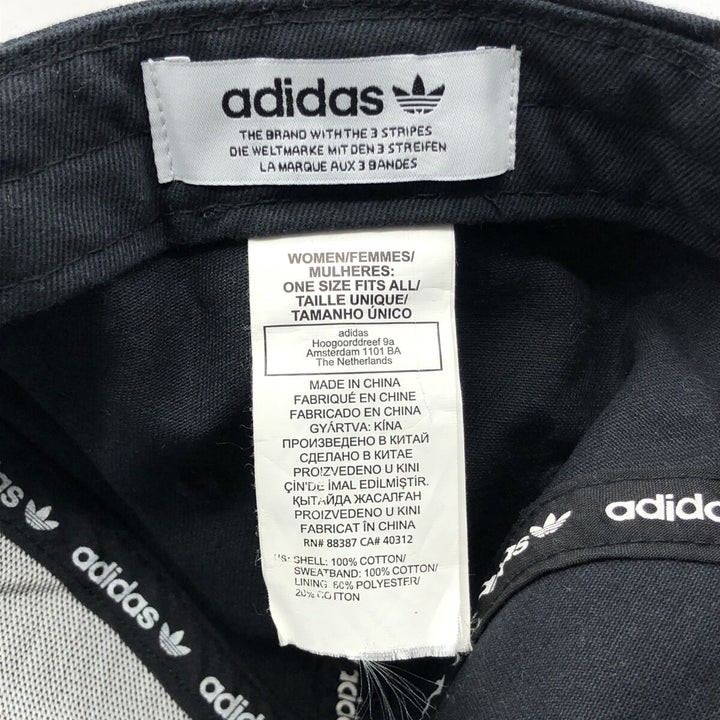 adidas
THE BRAND WITH THE 3 STRIPES
DIE WELTMARKE MIT DEN 3 STREIFEN
LA MARQUE AUX 3 BANDES
WOMEN/FEMMES/
MULHERES:
ONE SIZE FITS ALL/
TAILLE UNIQUE/
TAMANHO ÚNICO
adidas
Hoogoorddreef 9a
Amsterdam 1101 BA
The Netherlands
MADE IN CHINA
FABRIQUÉ EN CHINE
FABRICADO EN CHINA
GYÁRTVA: KÍNA
ПРОИЗВЕДЕНО В КИТАЙ
СДЕЛАНО В КИТАЕ
PROIZVEDENO U KINI
ÇİN'DE İMAL EDİLMİŞTİR.
ҚЫТАЙДА ЖАСАЛҒАН
PROIZVEDENO U KINI
FABRICAT ÎN CHINA
RN# 88387 CA# 40312
US: SHELL: 100% COTTON/
SWEATBAND: 100% COTTON/
LINING: 80% POLYESTER/
20% COTTON
adidas
adidas
adidas
adidas
adidas
adidas